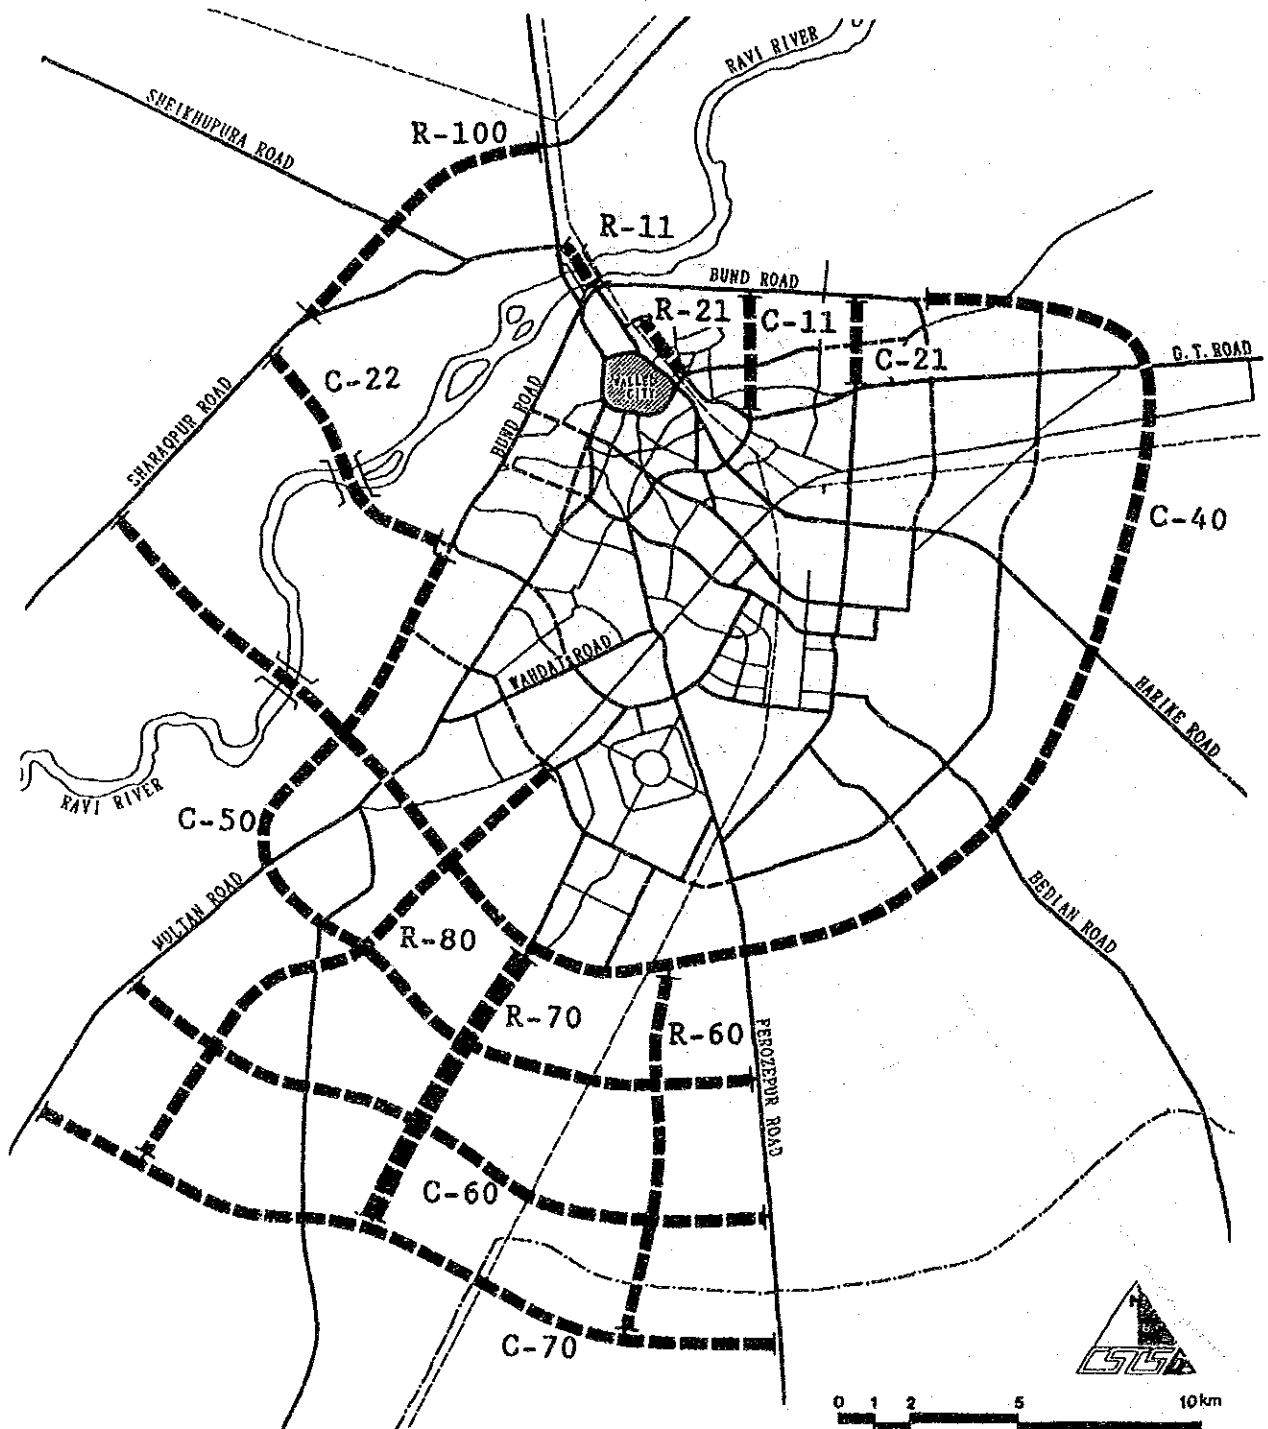 RAVI RIVER
SHEIKHUPURA ROAD
R-100
R-11
BUND ROAD
R-21
C-11
C-21
G.T. ROAD
WALLED
CITY
C-22
SHARAQPUR ROAD
BUND ROAD
C-40
WAHDAT ROAD
HARIKE ROAD
RAVI RIVER
C-50
MULTAN ROAD
R-80
BEDIAN ROAD
R-70
R-60
FEROZEPUR ROAD
C-60
C-70
N
0 1 2 5 10km